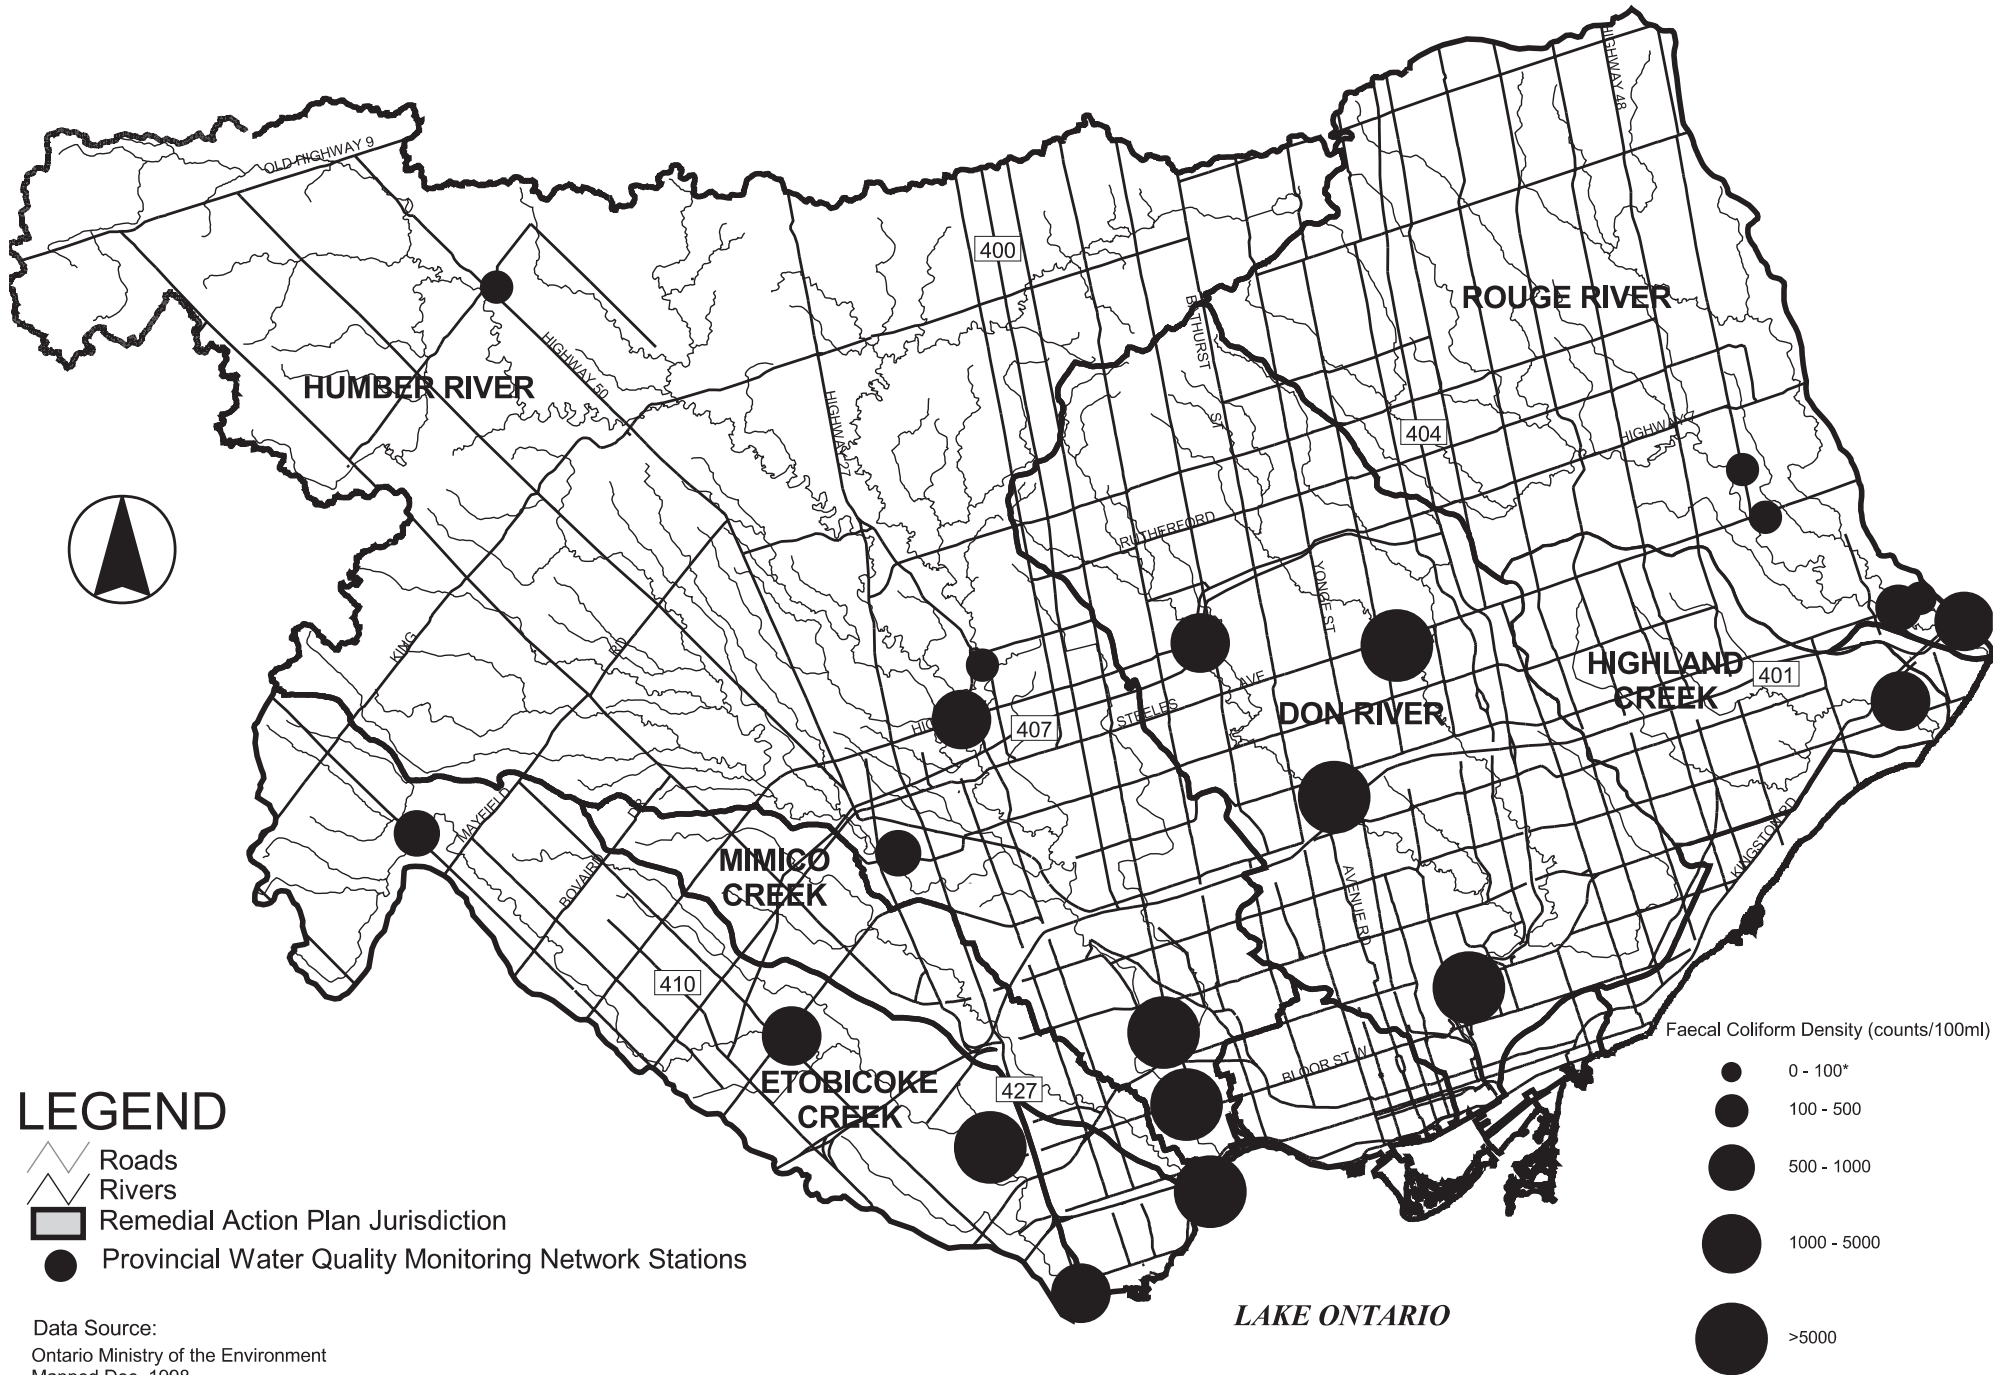 OLD HIGHWAY 9
HIGHWAY 48
400
BATHURST
ST
ROUGE RIVER
HUMBER RIVER
HIGHWAY 50
HIGHWAY 27
404
HIGHWAY 7
RUTHERFORD
YONGE ST
KING
RD
HIGHLAND
CREEK
401
STEELES
AVE
DON RIVER
407
MAYFIELD
BOVAIRD
MIMICO
CREEK
KINGSTON RD
AVENUE RD
410
BLOOR ST. W
ETOBICOKE
CREEK
427
LAKE ONTARIO
LEGEND
Roads
Rivers
Remedial Action Plan Jurisdiction
Provincial Water Quality Monitoring Network Stations
Data Source:
Ontario Ministry of the Environment
Mapped Dec. 1998
Faecal Coliform Density (counts/100ml)
0 - 100*
100 - 500
500 - 1000
1000 - 5000
>5000